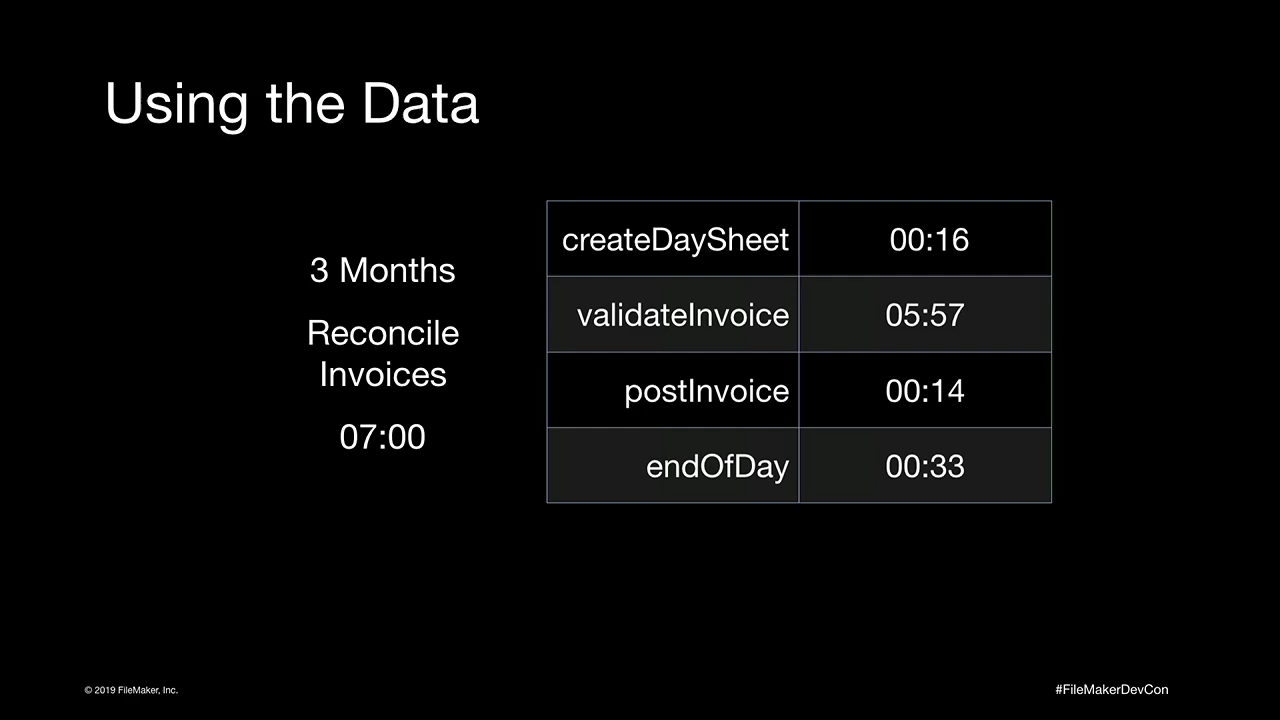 Using the Data
3 Months
Reconcile
Invoices
07:00
createDaySheet 00:16
validateInvoice 05:57
postInvoice 00:14
endOfDay 00:33
© 2019 FileMaker, Inc.
#FileMakerDevCon